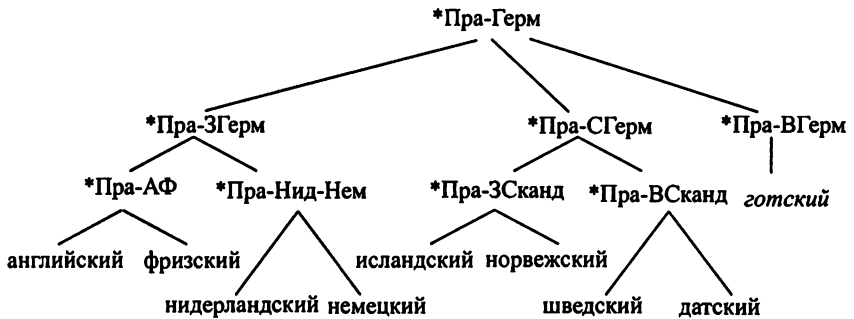 *Пра-Герм
*Пра-ЗГерм *Пра-СГерм *Пра-ВГерм
*Пра-АФ *Пра-Нид-Нем *Пра-ЗСканд *Пра-ВСканд готский
английский фризский исландский норвежский
нидерландский немецкий шведский датский